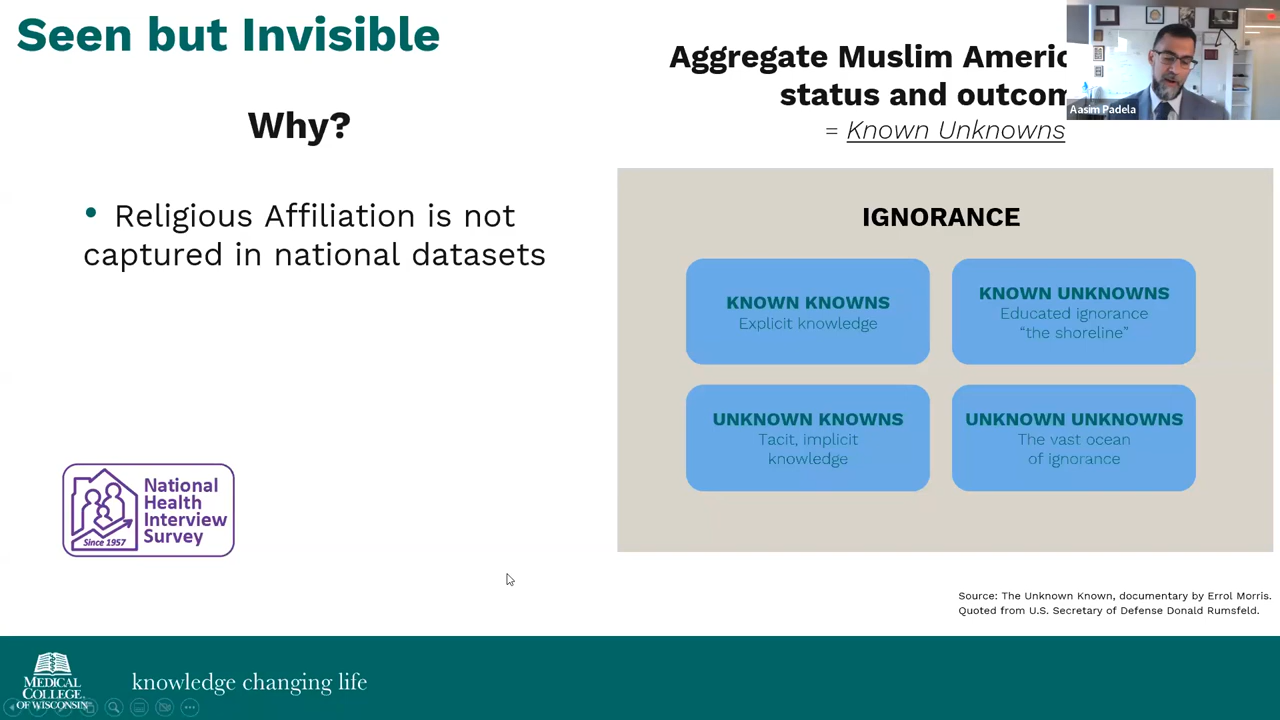 Seen but Invisible
Why?
• Religious Affiliation is not
captured in national datasets
National
Health
Interview
Survey
Since 1957
Aggregate Muslim
status and
= Known Unknowns
Aasim Padela
IGNORANCE
KNOWN KNOWNS
Explicit knowledge
KNOWN UNKNOWNS
Educated ignorance
“the shoreline”
UNKNOWN KNOWNS
Tacit, implicit
knowledge
UNKNOWN UNKNOWNS
The vast ocean
of ignorance
Source: The Unknown Known, documentary by Errol Morris.
Quoted from U.S. Secretary of Defense Donald Rumsfeld.
MEDICAL
COLLEGE
OF WISCONSIN
knowledge changing life